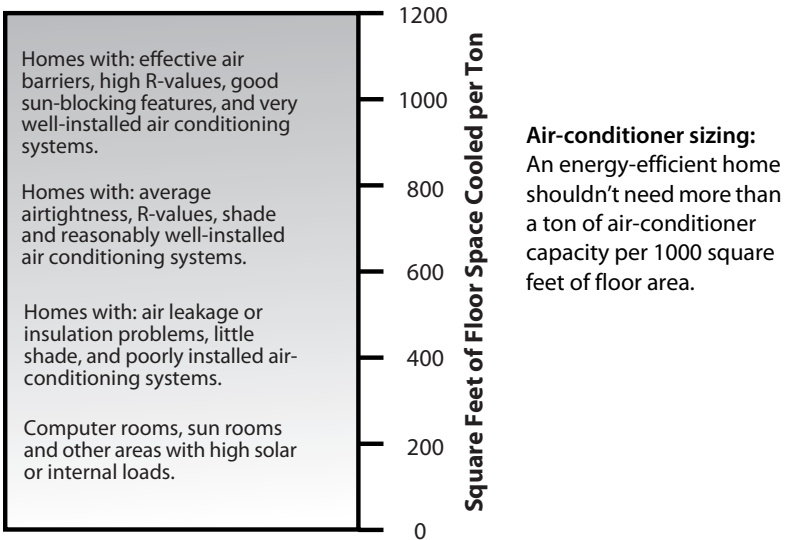 Homes with: effective air
barriers, high R-values, good
sun-blocking features, and very
well-installed air conditioning
systems.
Homes with: average
airtightness, R-values, shade
and reasonably well-installed
air conditioning systems.
Homes with: air leakage or
insulation problems, little
shade, and poorly installed air-
conditioning systems.
Computer rooms, sun rooms
and other areas with high solar
or internal loads.
1200
1000
800
600
400
200
0
Square Feet of Floor Space Cooled per Ton
Air-conditioner sizing:
An energy-efficient home
shouldn’t need more than
a ton of air-conditioner
capacity per 1000 square
feet of floor area.